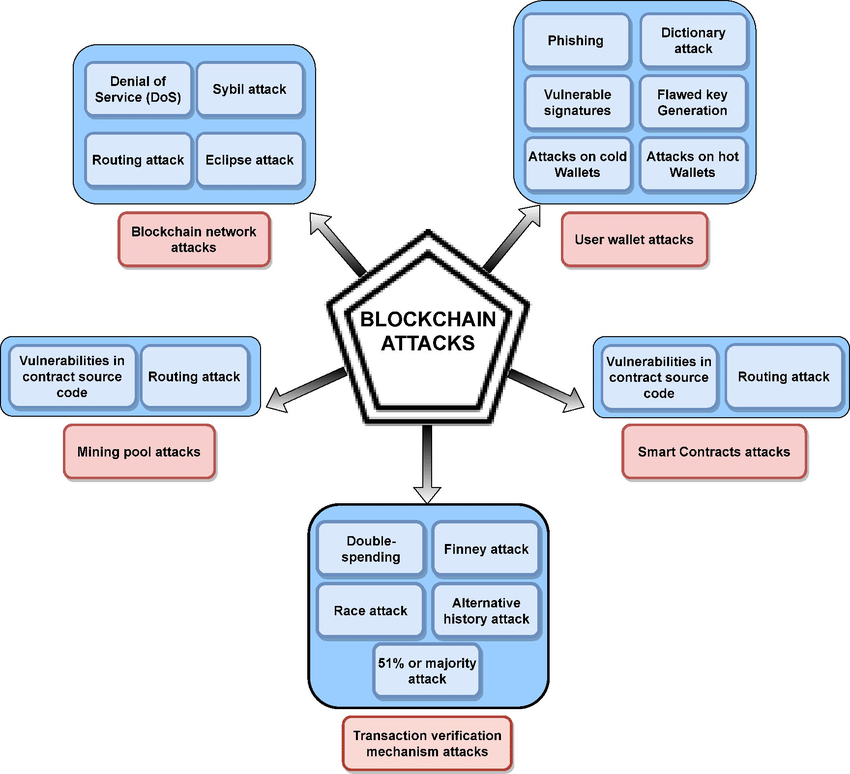 Phishing
Dictionary
attack
Denial of
Service (DoS)
Sybil attack
Vulnerable
signatures
Flawed key
Generation
Routing attack
Eclipse attack
Attacks on cold
Wallets
Attacks on hot
Wallets
Blockchain network
attacks
User wallet attacks
BLOCKCHAIN
ATTACKS
Vulnerabilities in
contract source
code
Routing attack
Vulnerabilities in
contract source
code
Routing attack
Mining pool attacks
Smart Contracts attacks
Double-
spending
Finney attack
Race attack
Alternative
history attack
51% or majority
attack
Transaction verification
mechanism attacks